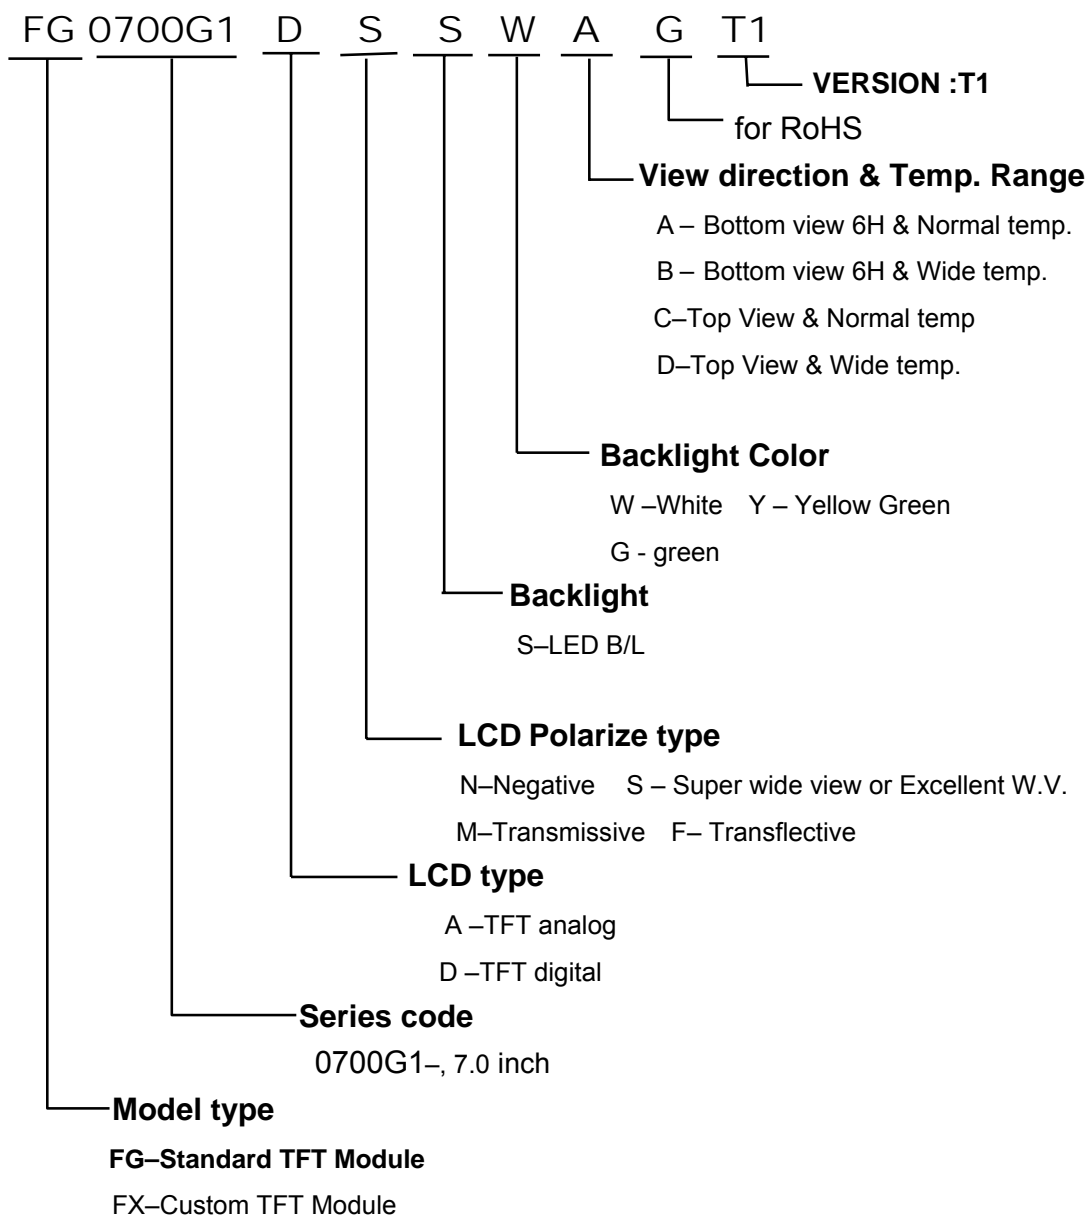 FG 0700G1 D S S W A G T1
VERSION :T1
for RoHS
View direction & Temp. Range
A – Bottom view 6H & Normal temp.
B – Bottom view 6H & Wide temp.
C–Top View & Normal temp
D–Top View & Wide temp.
Backlight Color
W –White Y – Yellow Green
G - green
Backlight
S–LED B/L
LCD Polarize type
N–Negative S – Super wide view or Excellent W.V.
M–Transmissive F– Transflective
LCD type
A –TFT analog
D –TFT digital
Series code
0700G1–, 7.0 inch
Model type
FG–Standard TFT Module
FX–Custom TFT Module